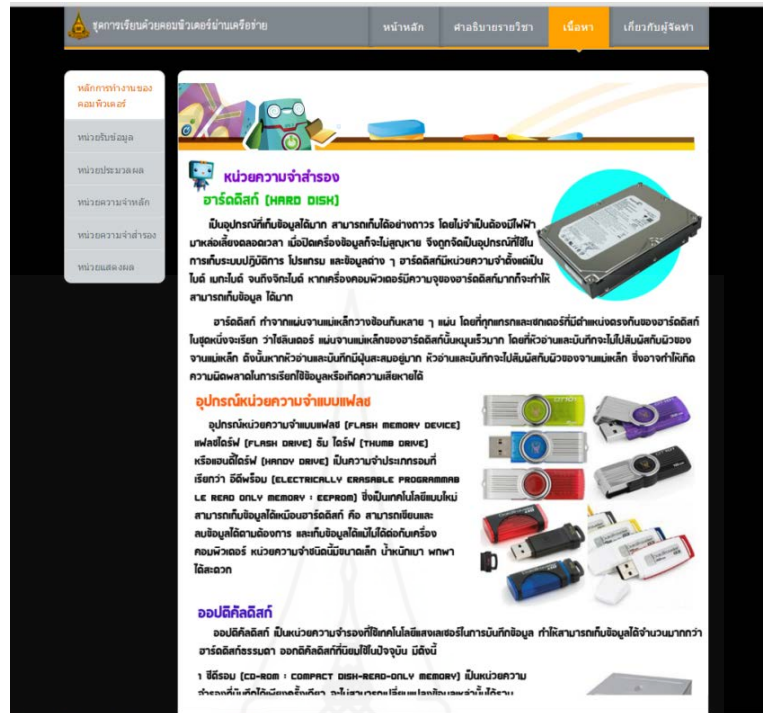 ชุดการเรียนด้วยคอมพิวเตอร์ผ่านเครือข่าย
หน้าหลัก
คำอธิบายรายวิชา
เนื้อหา
เกี่ยวกับผู้จัดทำ
หลักการทำงานของ
คอมพิวเตอร์
หน่วยรับข้อมูล
หน่วยประมวลผล
หน่วยความจำหลัก
หน่วยความจำสำรอง
หน่วยแสดงผล
หน่วยความจำสำรอง
ฮาร์ดดิสก์ (HARD DISK)
เป็นอุปกรณ์ที่เก็บข้อมูลได้มาก สามารถเก็บได้อย่างถาวร โดยไม่จำเป็นต้องมีไฟฟ้า
มาหล่อเลี้ยงตลอดเวลา เมื่อปิดเครื่องข้อมูลก็จะไม่สูญหาย จึงถูกจัดเป็นอุปกรณ์ที่ใช้ใน
การเก็บระบบปฏิบัติการ โปรแกรม และข้อมูลต่าง ๆ ฮาร์ดดิสก์มีหน่วยความจำตั้งแต่เป็น
ไบต์ เมกะไบต์ จนถึงจิกะไบต์ หากเครื่องคอมพิวเตอร์มีความจุของฮาร์ดดิสก์มากก็จะทำให้
สามารถเก็บข้อมูล ได้มาก
ฮาร์ดดิสก์ ทำจากแผ่นจานแม่เหล็กวางซ้อนกันหลาย ๆ แผ่น โดยที่ทุกแทรกและเซกเตอร์ที่มีตำแหน่งตรงกันของฮาร์ดดิสก์
ในชุดหนึ่งจะเรียก ว่าไซลินเดอร์ แผ่นจานแม่เหล็กของฮาร์ดดิสก์นั้นหมุนเร็วมาก โดยที่หัวอ่านและบันทึกจะไม่ไปสัมผัสกับผิวของ
จานแม่เหล็ก ดังนั้นหากหัวอ่านและบันทึกมีฝุ่นสะสมอยู่มาก หัวอ่านและบันทึกจะไปสัมผัสกับผิวของจานแม่เหล็ก ซึ่งอาจทำให้เกิด
ความผิดพลาดในการเรียกใช้ข้อมูลหรือเกิดความเสียหายได้
อุปกรณ์หน่วยความจำแบบแฟลช
อุปกรณ์หน่วยความจำแบบแฟลช (FLASH MEMORY DEVICE)
แฟลชไดร์ฟ (FLASH DRIVE) ธัม ไดร์ฟ (THUMB DRIVE)
หรือแฮนดี้ไดร์ฟ (HANDY DRIVE) เป็นความจำประเภทรอมที่
เรียกว่า อีดีพร็อม (ELECTRICALLY ERASABLE PROGRAMMAB
LE READ ONLY MEMORY : EEPROM) ซึ่งเป็นเทคโนโลยีแบบใหม่
สามารถเก็บข้อมูลได้เหมือนฮาร์ดดิสก์ คือ สามารถเขียนและ
ลบข้อมูลได้ตามต้องการ และเก็บข้อมูลได้แม้ไม่ได้ต่อกับเครื่อง
คอมพิวเตอร์ หน่วยความจำชนิดนี้มีขนาดเล็ก น้ำหนักเบา พกพา
ได้สะดวก
ออปติคัลดิสก์
ออปติคัลดิสก์ เป็นหน่วยความจำรองที่ใช้เทคโนโลยีแสงเลเซอร์ในการบันทึกข้อมูล ทำให้สามารถเก็บข้อมูลได้จำนวนมากกว่า
ฮาร์ดดิสก์ธรรมดา ออกติคัลดิสก์ที่นิยมใช้ในปัจจุบัน มีดังนี้
1 ซีดีรอม (CD-ROM : COMPACT DISH-READ-ONLY MEMORY) เป็นหน่วยความ
จำรองที่บันทึกได้เพียงครั้งเดียว จะไม่สามารถเปลี่ยนแปลงข้อมูลเหล่านั้นได้